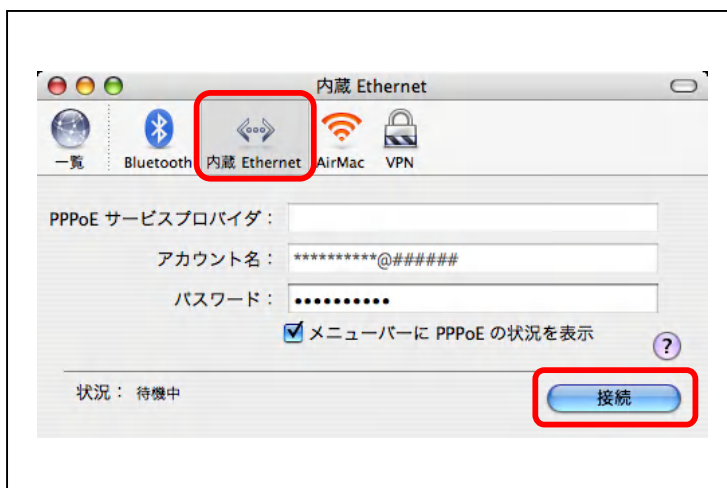 内蔵 Ethernet
一覧 Bluetooth 内蔵 Ethernet AirMac VPN
PPPoE サービスプロバイダ：
アカウント名： **********@######
パスワード： ••••••••••
メニューバーに PPPoE の状況を表示
?
状況： 待機中 接続